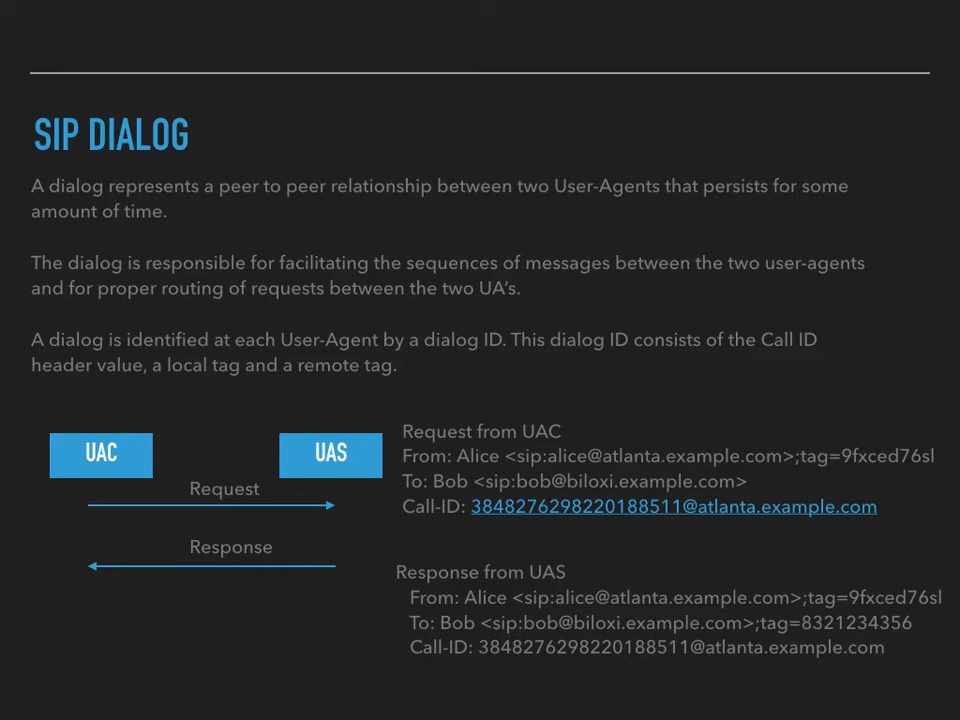 SIP DIALOG
A dialog represents a peer to peer relationship between two User-Agents that persists for some
amount of time.
The dialog is responsible for facilitating the sequences of messages between the two user-agents
and for proper routing of requests between the two UA’s.
A dialog is identified at each User-Agent by a dialog ID. This dialog ID consists of the Call ID
header value, a local tag and a remote tag.
UAC
UAS
Request
Response
Request from UAC
From: Alice <sip:alice@atlanta.example.com>;tag=9fxced76sl
To: Bob <sip:bob@biloxi.example.com>
Call-ID: 3848276298220188511@atlanta.example.com
Response from UAS
From: Alice <sip:alice@atlanta.example.com>;tag=9fxced76sl
To: Bob <sip:bob@biloxi.example.com>;tag=8321234356
Call-ID: 3848276298220188511@atlanta.example.com